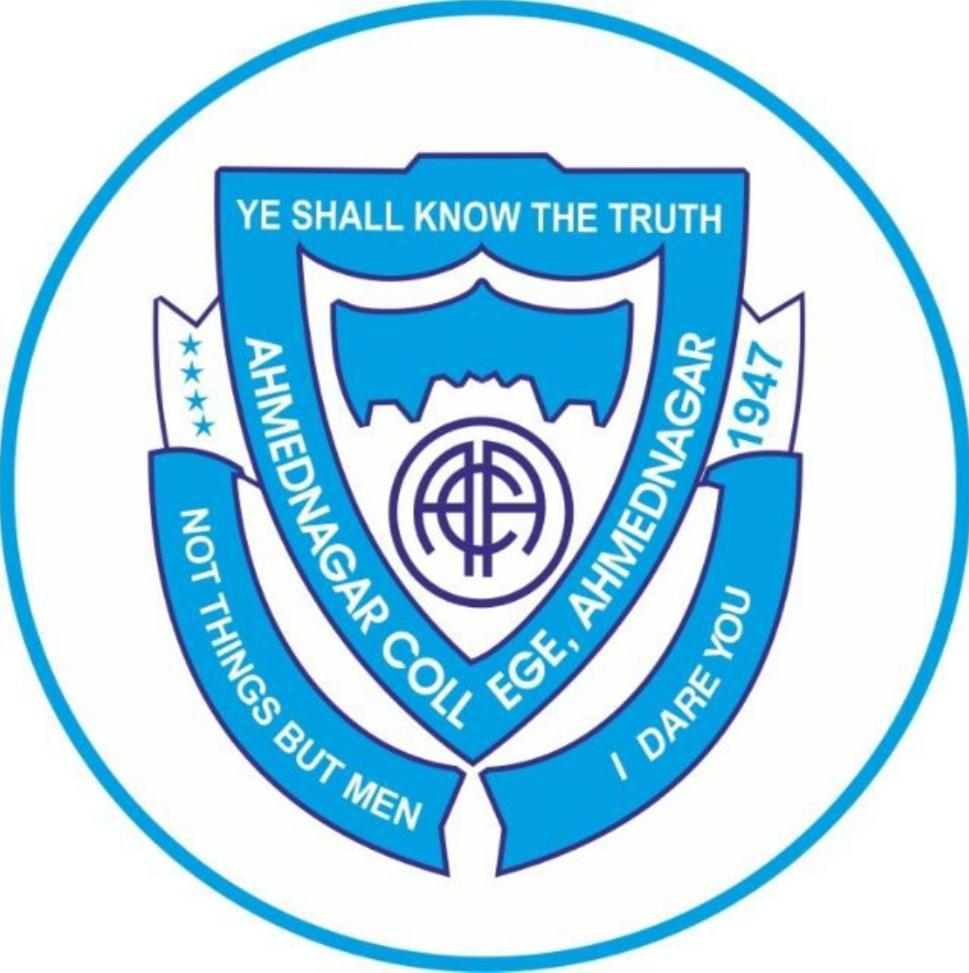 YE SHALL KNOW THE TRUTH
AHMEDNAGAR COLLEGE, AHMEDNAGAR
1947
NOT THINGS BUT MEN
I DARE YOU